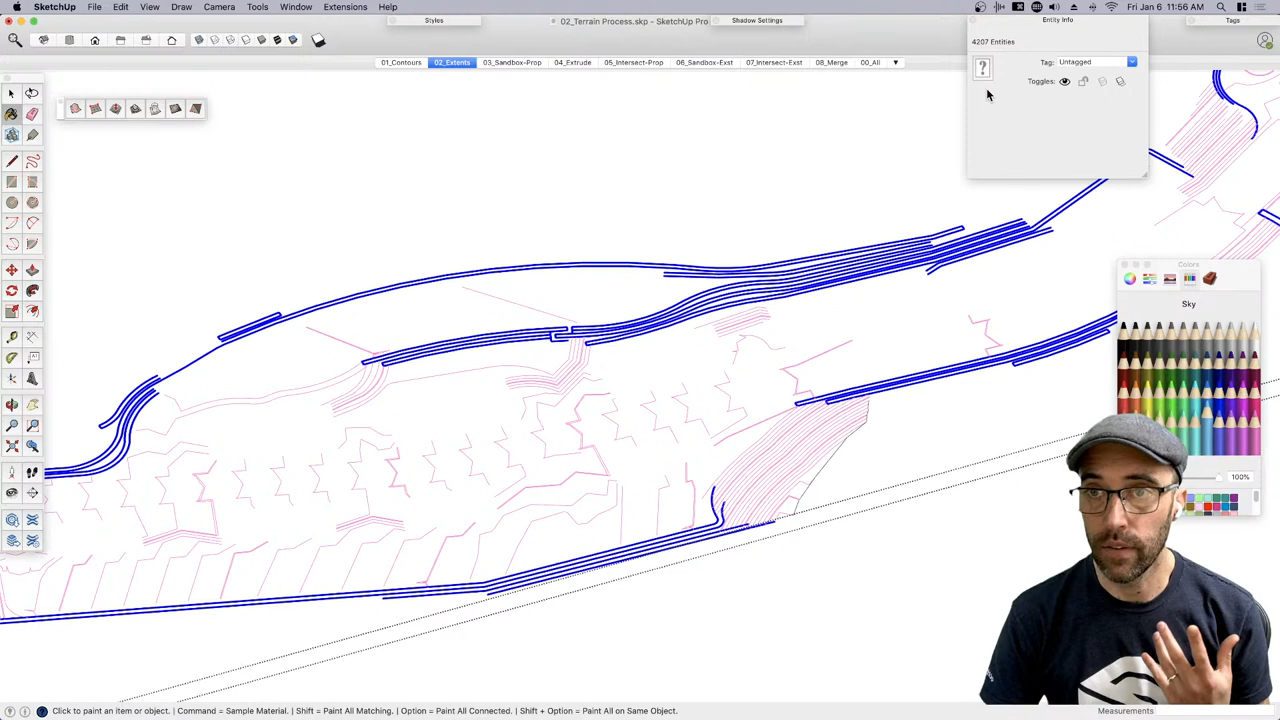 SketchUp File Edit View Camera Draw Tools Window Extensions Help
Fri Jan 6 11:56 AM
Styles
02_Terrain Process.skp - SketchUp Pro
Shadow Settings
Entity Info
Tags
4207 Entities
01_Contours 02_Extents 03_Sandbox-Prop 04_Extrude 05_Intersect-Prop 06_Sandbox-Exst 07_Intersect-Exst 08_Merge 00_All
Tag: Untagged
Toggles:
Colors
Sky
100%
Click to paint an item or object. | Command = Sample Material. | Shift = Paint All Matching. | Option = Paint All Connected. | Shift + Option = Paint All on Same Object.
Measurements